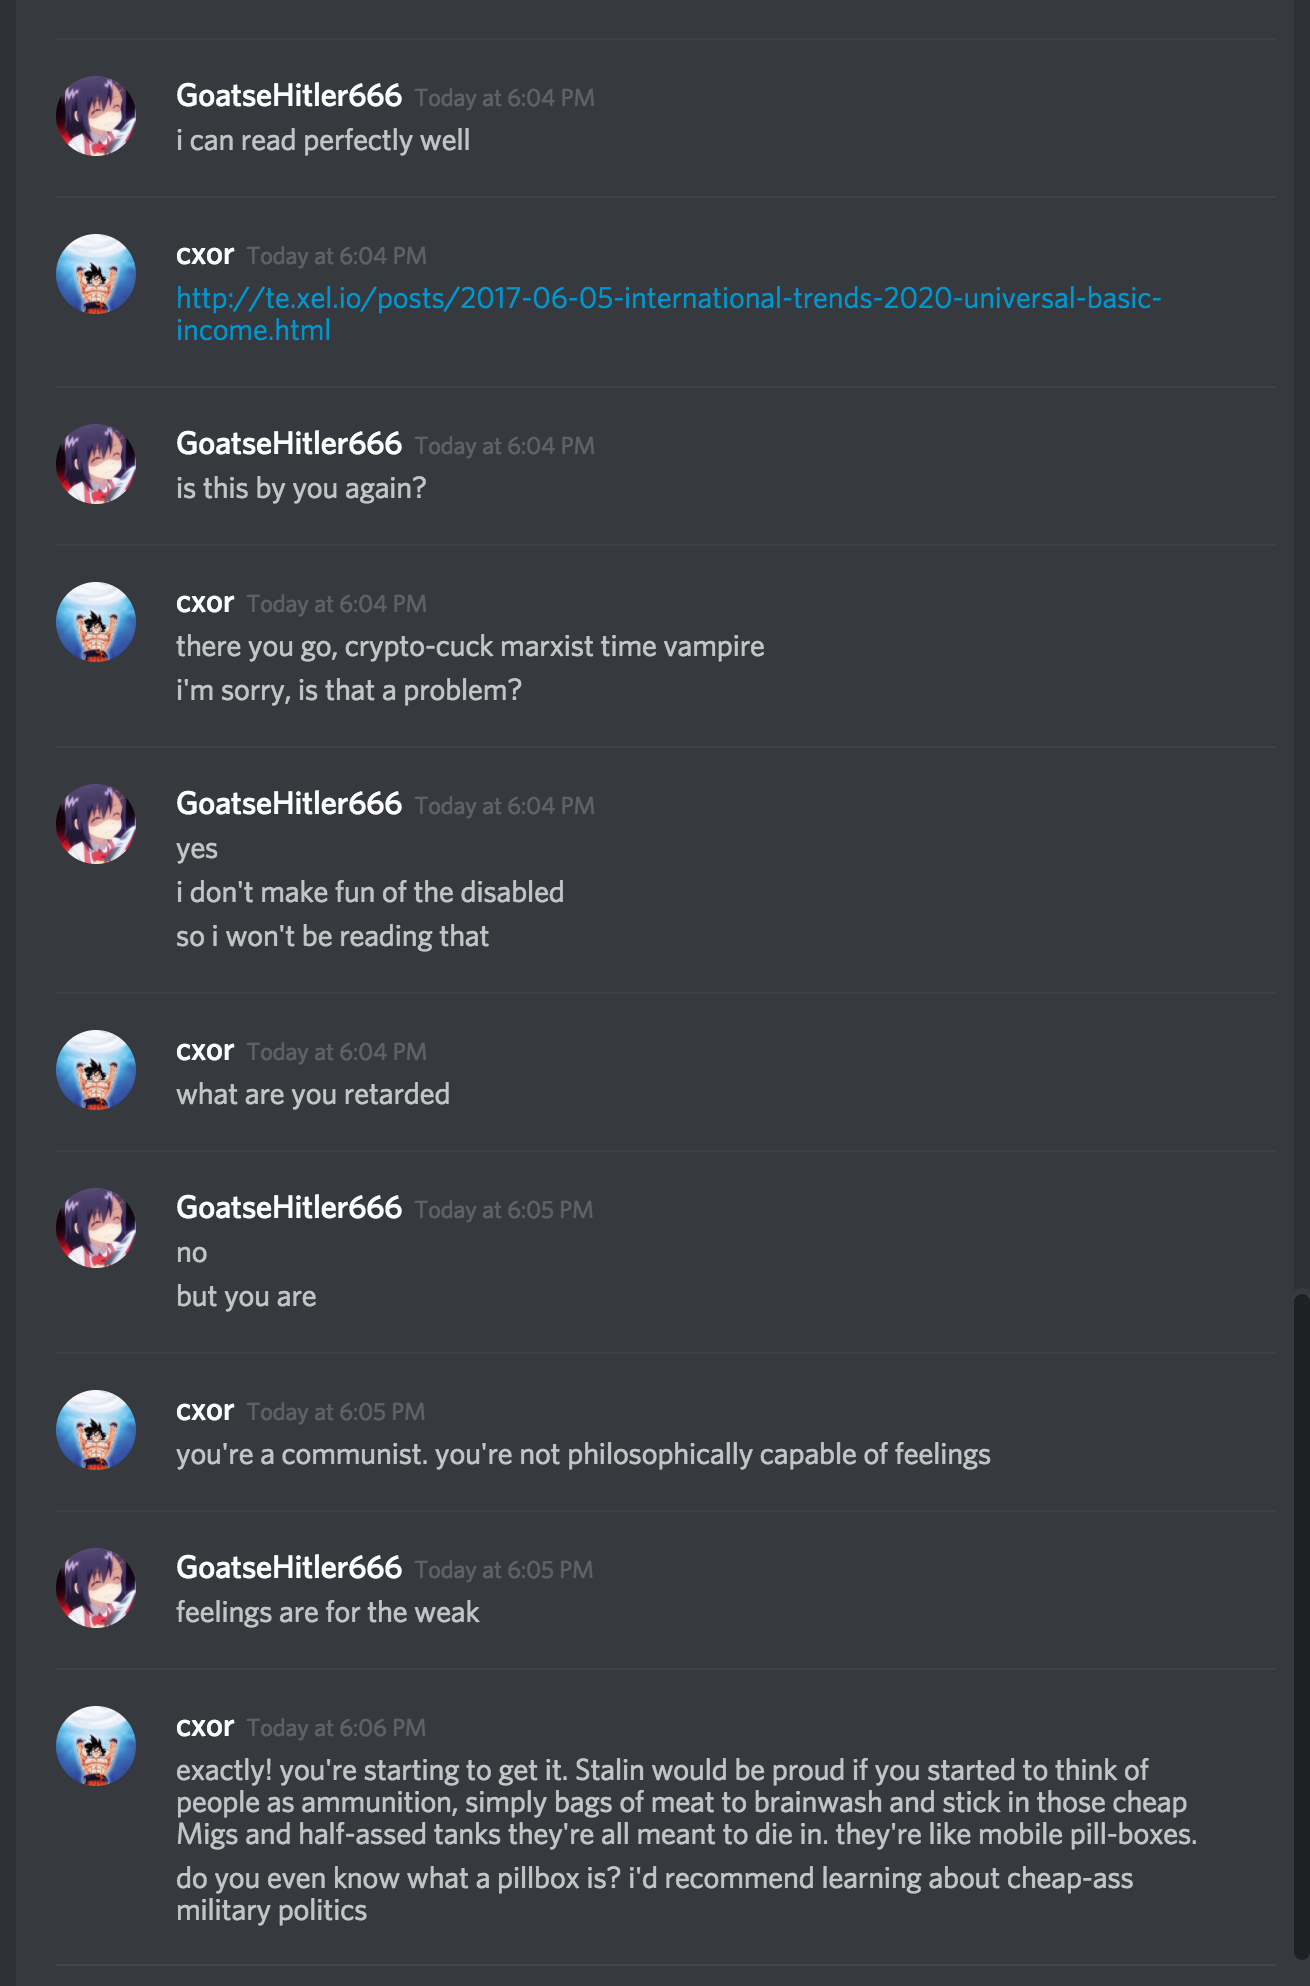 GoatseHitler666 Today at 6:04 PM
i can read perfectly well
cxor Today at 6:04 PM
http://te.xel.io/posts/2017-06-05-international-trends-2020-universal-basic-
income.html
GoatseHitler666 Today at 6:04 PM
is this by you again?
cxor Today at 6:04 PM
there you go, crypto-cuck marxist time vampire
i'm sorry, is that a problem?
GoatseHitler666 Today at 6:04 PM
yes
i don't make fun of the disabled
so i won't be reading that
cxor Today at 6:04 PM
what are you retarded
GoatseHitler666 Today at 6:05 PM
no
but you are
cxor Today at 6:05 PM
you're a communist. you're not philosophically capable of feelings
GoatseHitler666 Today at 6:05 PM
feelings are for the weak
cxor Today at 6:06 PM
exactly! you're starting to get it. Stalin would be proud if you started to think of
people as ammunition, simply bags of meat to brainwash and stick in those cheap
Migs and half-assed tanks they're all meant to die in. they're like mobile pill-boxes.
do you even know what a pillbox is? i'd recommend learning about cheap-ass
military politics